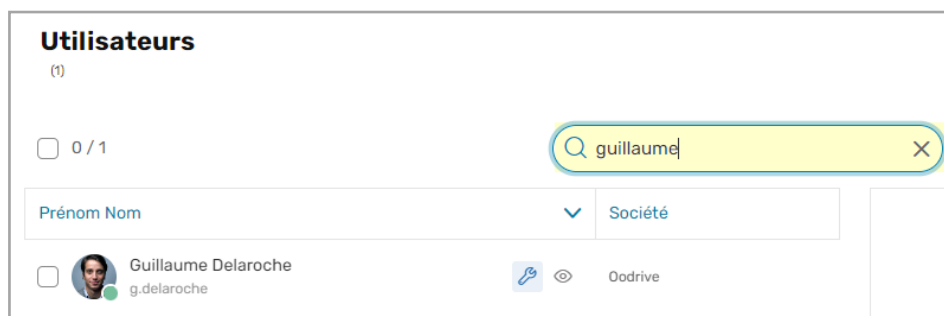 Utilisateurs
(1)
0 / 1
guillaume
Prénom Nom
Société
Guillaume Delaroche
g.delaroche
Oodrive